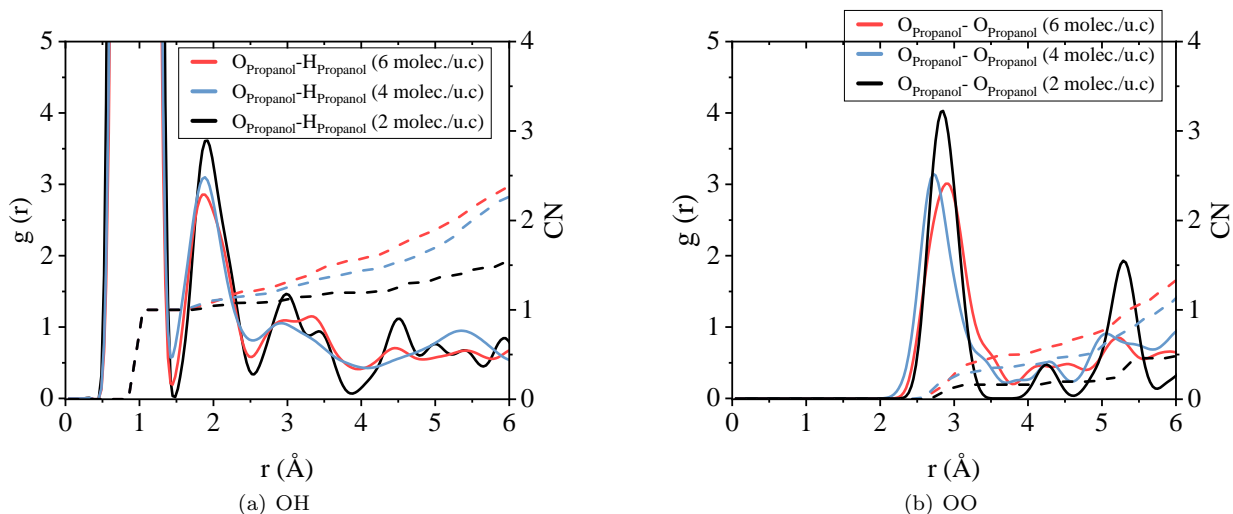 5
4
3
2
1
0
g (r)
0 1 2 3 4 5 6
r (Å)
4
3
2
1
0
CN
O_Propanol-H_Propanol (6 molec./u.c)
O_Propanol-H_Propanol (4 molec./u.c)
O_Propanol-H_Propanol (2 molec./u.c)
(a) OH
5
4
3
2
1
0
g (r)
0 1 2 3 4 5 6
r (Å)
4
3
2
1
0
CN
O_Propanol- O_Propanol (6 molec./u.c)
O_Propanol- O_Propanol (4 molec./u.c)
O_Propanol- O_Propanol (2 molec./u.c)
(b) OO